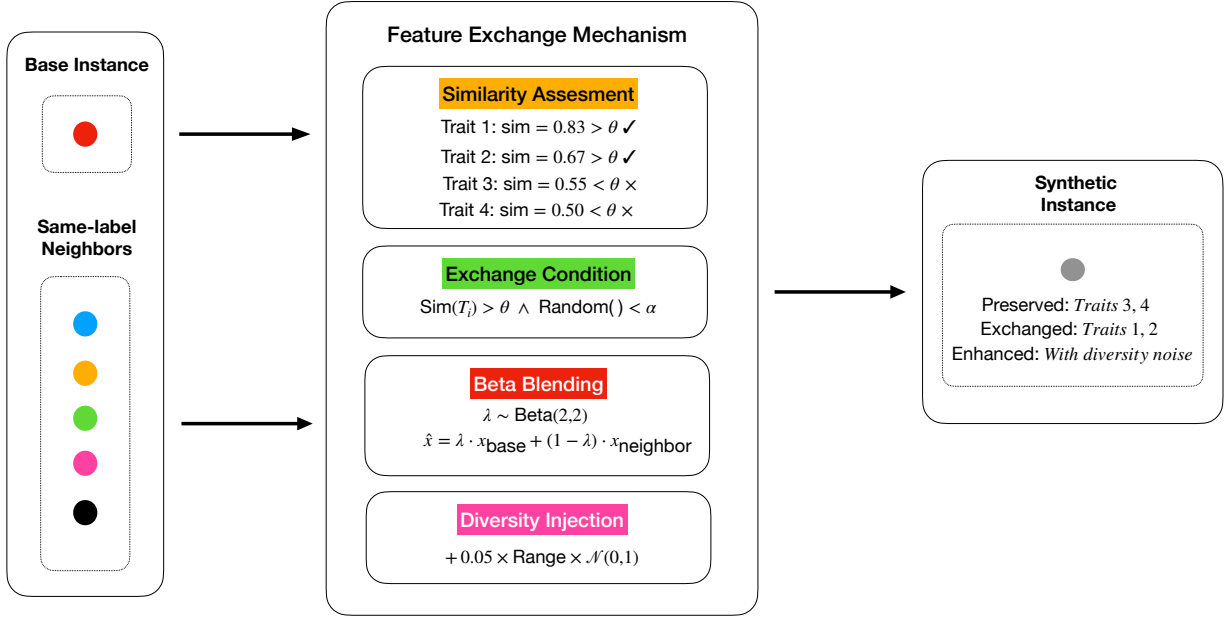 Base Instance
Same-label
Neighbors
Feature Exchange Mechanism
Similarity Assesment
Trait 1: sim = 0.83 > θ ✓
Trait 2: sim = 0.67 > θ ✓
Trait 3: sim = 0.55 < θ ×
Trait 4: sim = 0.50 < θ ×
Exchange Condition
Sim(T_i) > θ ∧ Random( ) < α
Beta Blending
λ ∼ Beta(2,2)
x̂ = λ · x_base + (1 − λ) · x_neighbor
Diversity Injection
+ 0.05 × Range × 𝒩(0,1)
Synthetic
Instance
Preserved: Traits 3, 4
Exchanged: Traits 1, 2
Enhanced: With diversity noise